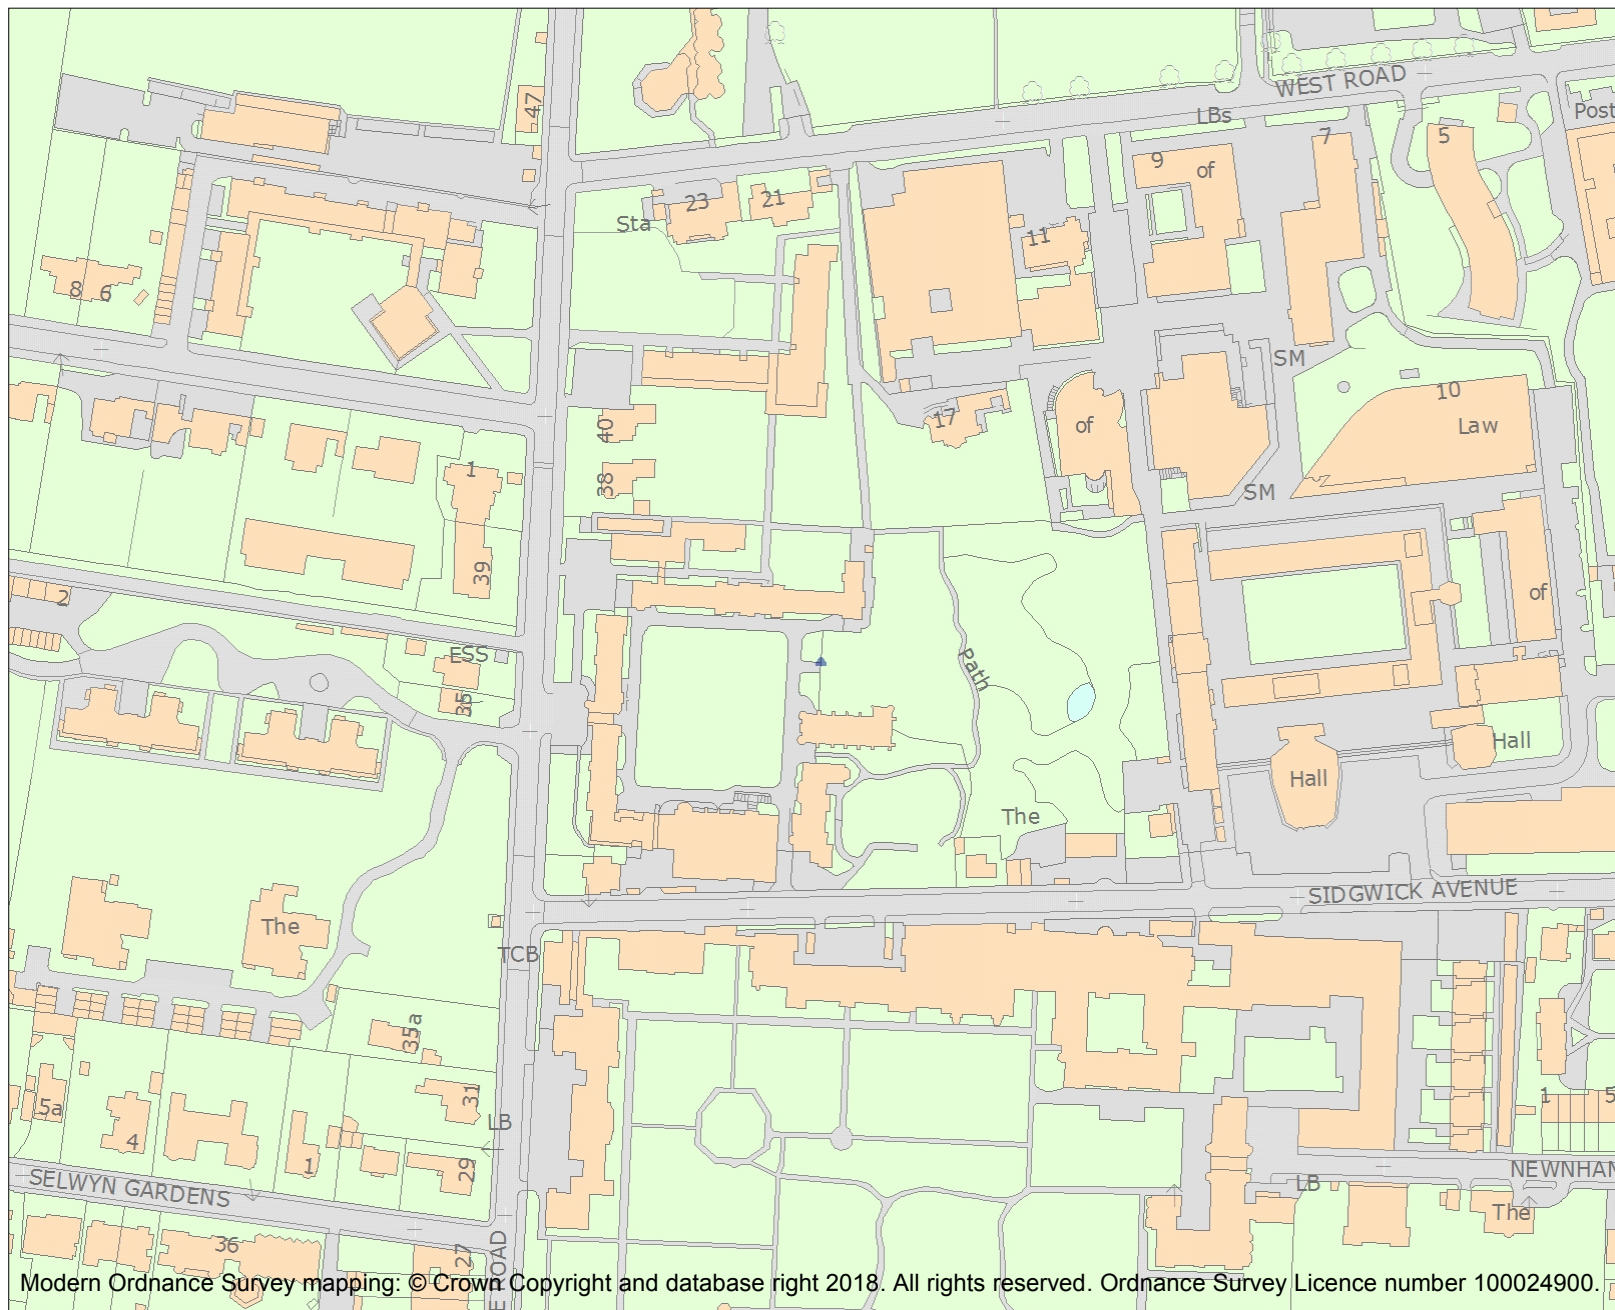 WEST ROAD
47
LBs
Post
7
5
9
of
23
21
Sta
11
8
6
SM
10
17
40
of
Law
1
38
SM
39
2
of
ESS
Path
35
Hall
Hall
The
SIDGWICK AVENUE
The
TCB
35a
31
5a
1
5
LB
4
1
29
NEWNHAM
SELWYN GARDENS
LB
The
36
27
E ROAD
Modern Ordnance Survey mapping: © Crown Copyright and database right 2018. All rights reserved. Ordnance Survey Licence number 100024900.